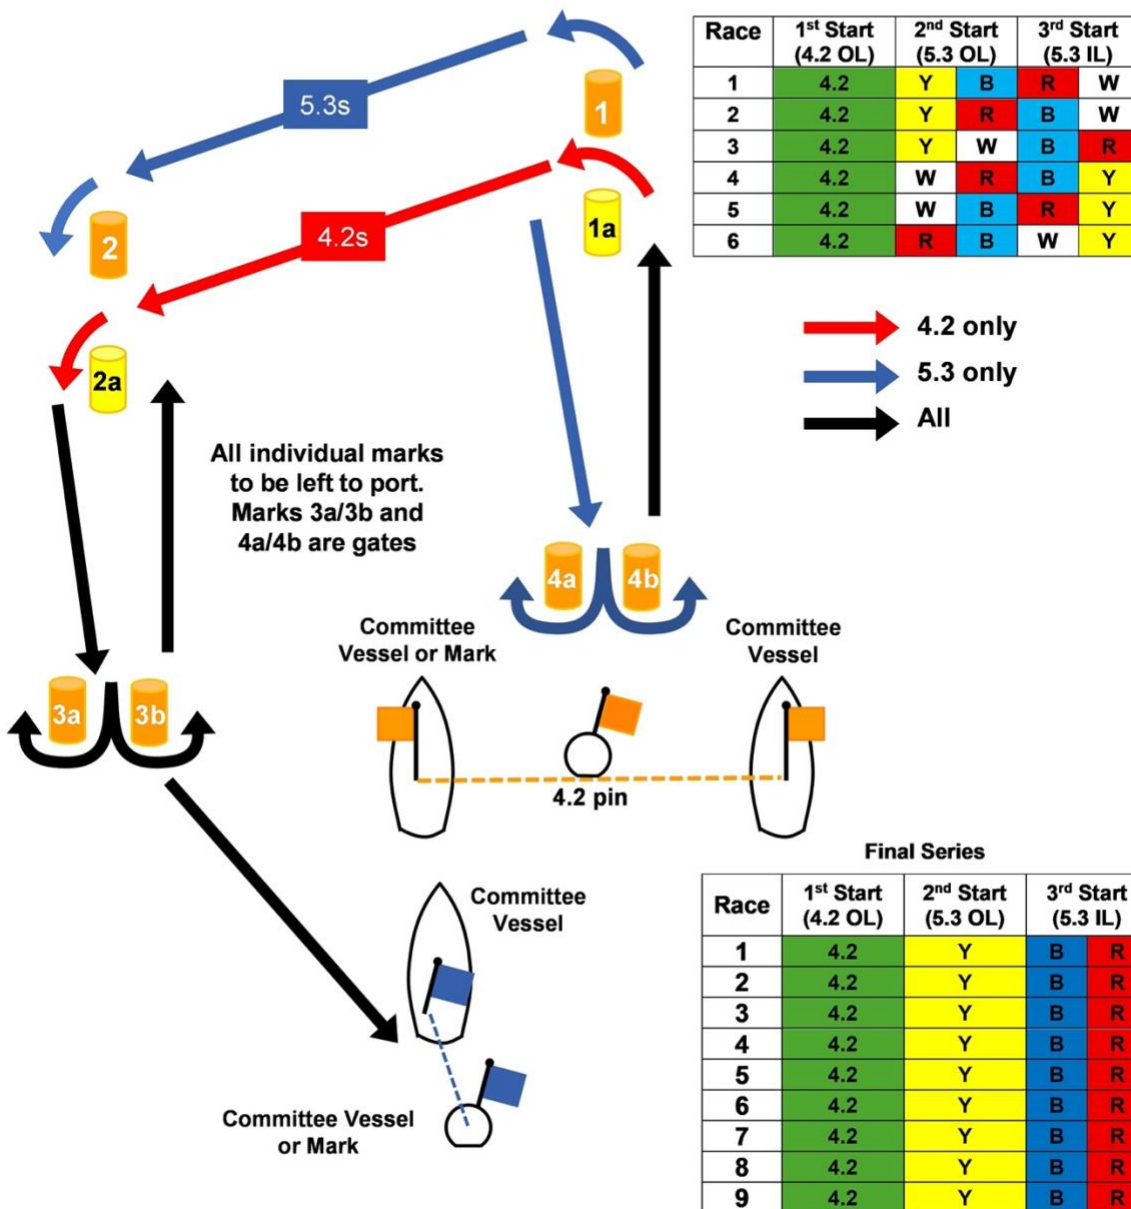 Race 1st Start (4.2 OL) 2nd Start (5.3 OL) 3rd Start (5.3 IL)
1 4.2 Y B R W
2 4.2 Y R B W
3 4.2 Y W B R
4 4.2 W R B Y
5 4.2 W B R Y
6 4.2 R B W Y
5.3s
1
4.2s
1a
2
2a
4.2 only
5.3 only
All
All individual marks
to be left to port.
Marks 3a/3b and
4a/4b are gates
4a
4b
3a
3b
Committee
Vessel or Mark
Committee
Vessel
4.2 pin
Committee
Vessel
Committee Vessel
or Mark
Final Series
Race 1st Start (4.2 OL) 2nd Start (5.3 OL) 3rd Start (5.3 IL)
1 4.2 Y B R
2 4.2 Y B R
3 4.2 Y B R
4 4.2 Y B R
5 4.2 Y B R
6 4.2 Y B R
7 4.2 Y B R
8 4.2 Y B R
9 4.2 Y B R